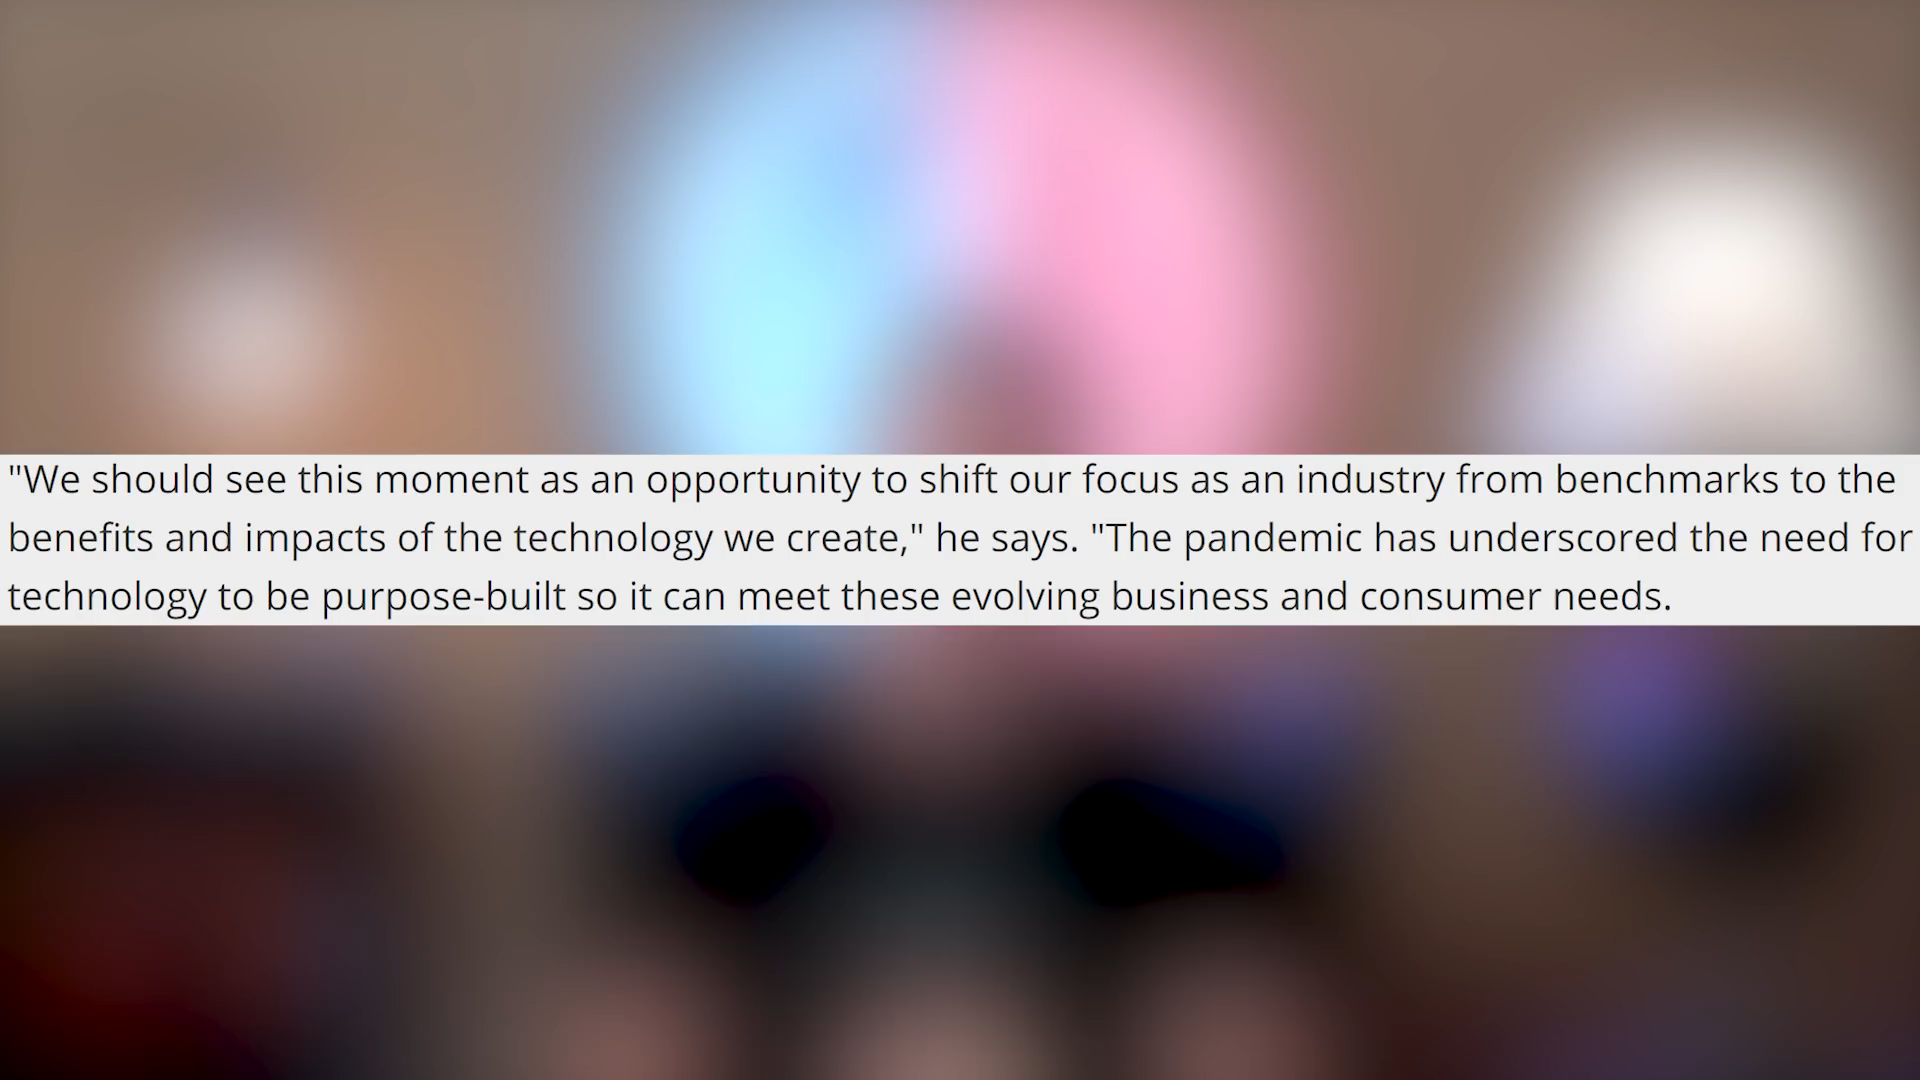 "We should see this moment as an opportunity to shift our focus as an industry from benchmarks to the
benefits and impacts of the technology we create," he says. "The pandemic has underscored the need for
technology to be purpose-built so it can meet these evolving business and consumer needs.